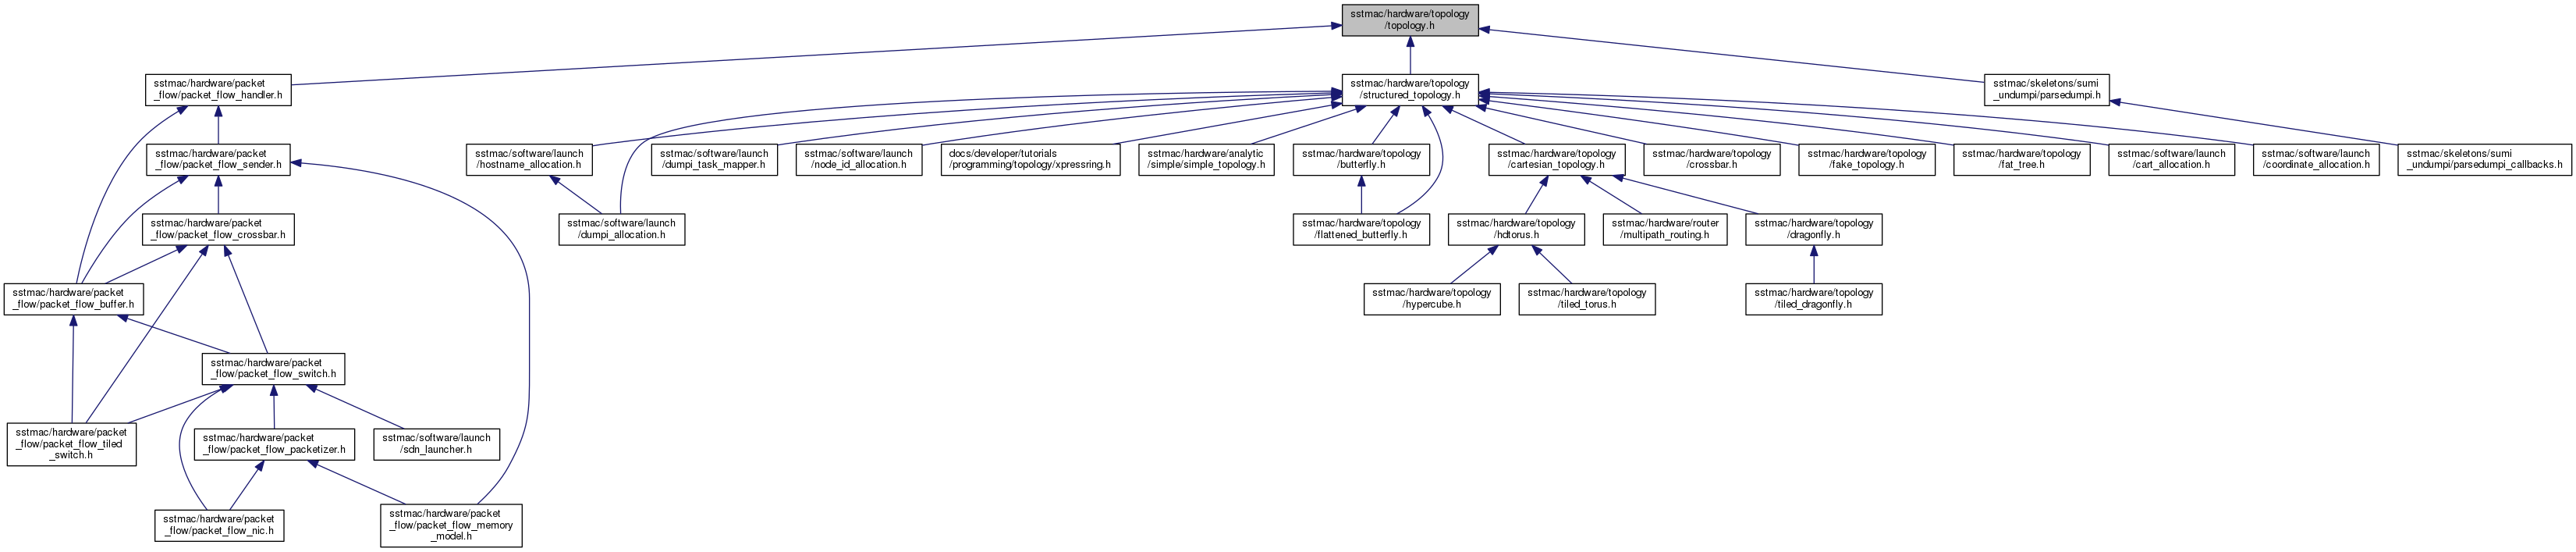 sstmac/hardware/topology
/topology.h
sstmac/hardware/packet
_flow/packet_flow_handler.h
sstmac/hardware/topology
/structured_topology.h
sstmac/skeletons/sumi
_undumpi/parsedumpi.h
sstmac/hardware/packet
_flow/packet_flow_sender.h
sstmac/software/launch
/hostname_allocation.h
sstmac/software/launch
/dumpi_task_mapper.h
sstmac/software/launch
/node_id_allocation.h
docs/developer/tutorials
/programming/topology/xpressring.h
sstmac/hardware/analytic
/simple/simple_topology.h
sstmac/hardware/topology
/butterfly.h
sstmac/hardware/topology
/cartesian_topology.h
sstmac/hardware/topology
/crossbar.h
sstmac/hardware/topology
/fake_topology.h
sstmac/hardware/topology
/fat_tree.h
sstmac/software/launch
/cart_allocation.h
sstmac/software/launch
/coordinate_allocation.h
sstmac/skeletons/sumi
_undumpi/parsedumpi_callbacks.h
sstmac/hardware/packet
_flow/packet_flow_crossbar.h
sstmac/software/launch
/dumpi_allocation.h
sstmac/hardware/topology
/flattened_butterfly.h
sstmac/hardware/topology
/hdtorus.h
sstmac/hardware/router
/multipath_routing.h
sstmac/hardware/topology
/dragonfly.h
sstmac/hardware/packet
_flow/packet_flow_buffer.h
sstmac/hardware/topology
/hypercube.h
sstmac/hardware/topology
/tiled_torus.h
sstmac/hardware/topology
/tiled_dragonfly.h
sstmac/hardware/packet
_flow/packet_flow_switch.h
sstmac/hardware/packet
_flow/packet_flow_tiled
_switch.h
sstmac/hardware/packet
_flow/packet_flow_packetizer.h
sstmac/software/launch
/sdn_launcher.h
sstmac/hardware/packet
_flow/packet_flow_nic.h
sstmac/hardware/packet
_flow/packet_flow_memory
_model.h